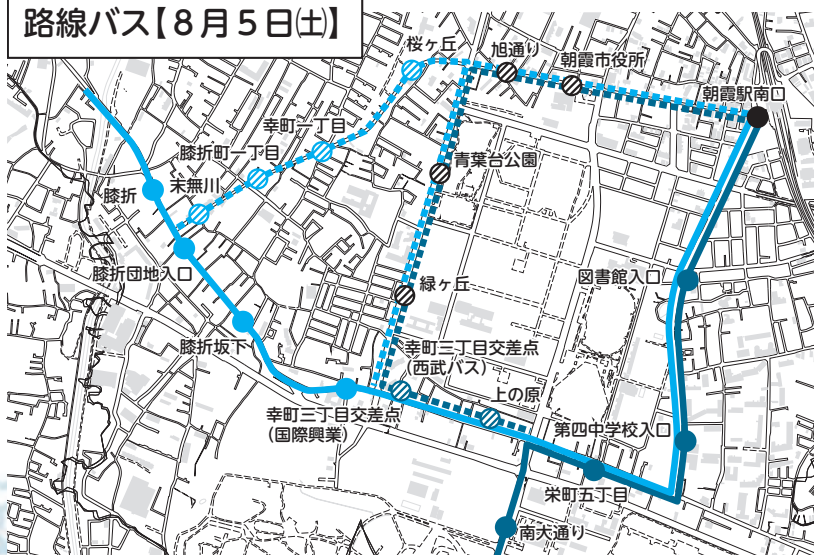 路線バス【8月5日㈯】
桜ヶ丘
旭通り
朝霞市役所
朝霞駅南口
幸町一丁目
膝折町一丁目
青葉台公園
末無川
膝折
膝折団地入口
図書館入口
緑ヶ丘
膝折坂下
幸町三丁目交差点
(西武バス)
上の原
幸町三丁目交差点
(国際興業)
第四中学校入口
栄町五丁目
南大通り